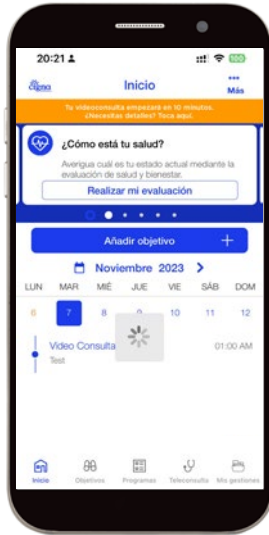 20:21
100
Cigna
Inicio
Más
Tu videoconsulta empezará en 10 minutos.
¿Necesitas detalles? Toca aquí.
¿Cómo está tu salud?
Averigua cuál es tu estado actual mediante la
evaluación de salud y bienestar.
Realizar mi evaluación
Añadir objetivo
Noviembre 2023
LUN MAR MIÉ JUE VIE SÁB DOM
6 7 8 9 10 11 12
Video Consulta 01:00 AM
Test
Inicio Objetivos Programas Teleconsulta Mis gestiones